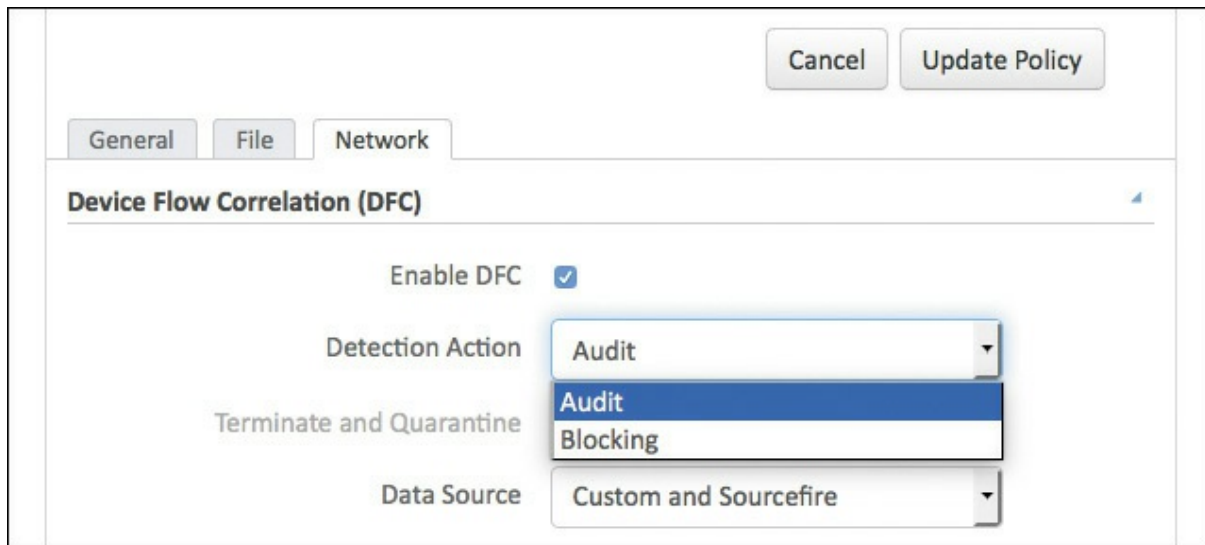 Cancel Update Policy
General File Network
Device Flow Correlation (DFC)
Enable DFC
Detection Action Audit
Audit
Terminate and Quarantine
Blocking
Data Source Custom and Sourcefire